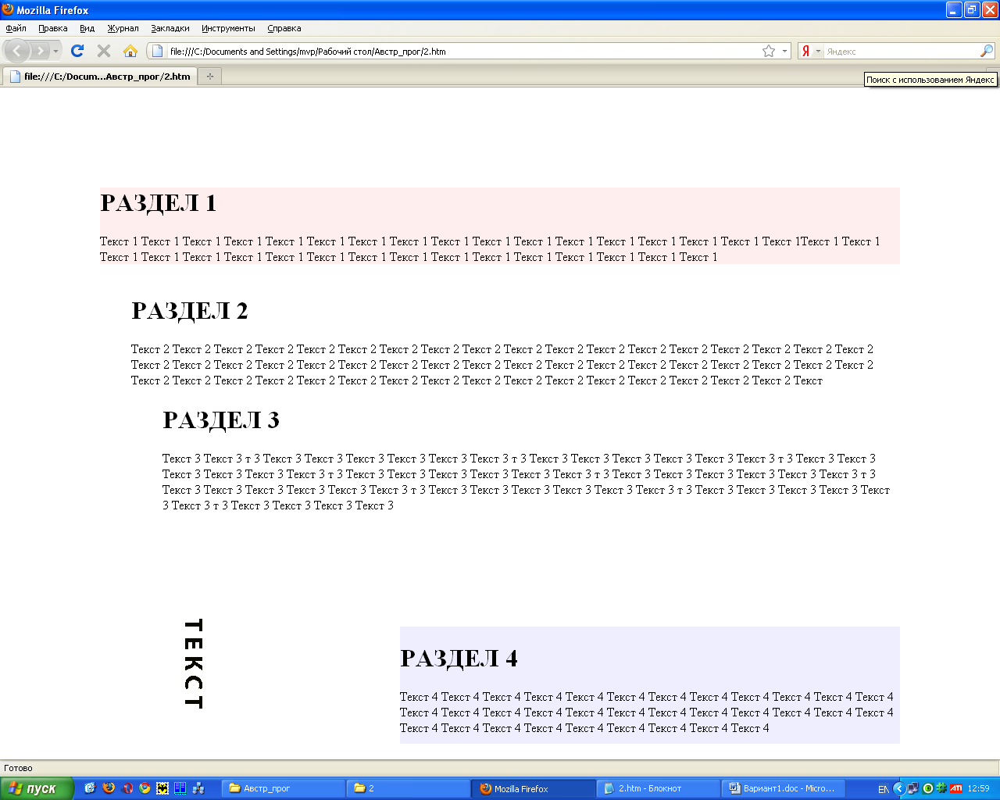 Mozilla Firefox
Файл Правка Вид Журнал Закладки Инструменты Справка
file:///C:/Documents and Settings/mvp/Рабочий стол/Австр_прог/2.htm
Яндекс
file:///C:/Docum...Австр_прог/2.htm
Поиск с использованием Яндекс
РАЗДЕЛ 1
Текст 1 Текст 1 Текст 1 Текст 1 Текст 1 Текст 1 Текст 1 Текст 1 Текст 1 Текст 1 Текст 1 Текст 1 Текст 1 Текст 1 Текст 1 Текст 1 Текст 1Текст 1 Текст 1
Текст 1 Текст 1 Текст 1 Текст 1 Текст 1 Текст 1 Текст 1 Текст 1 Текст 1 Текст 1 Текст 1 Текст 1 Текст 1 Текст 1 Текст 1
РАЗДЕЛ 2
Текст 2 Текст 2 Текст 2 Текст 2 Текст 2 Текст 2 Текст 2 Текст 2 Текст 2 Текст 2 Текст 2 Текст 2 Текст 2 Текст 2 Текст 2 Текст 2 Текст 2 Текст 2
Текст 2 Текст 2 Текст 2 Текст 2 Текст 2 Текст 2 Текст 2 Текст 2 Текст 2 Текст 2 Текст 2 Текст 2 Текст 2 Текст 2 Текст 2 Текст 2 Текст 2 Текст 2
Текст 2 Текст 2 Текст 2 Текст 2 Текст 2 Текст 2 Текст 2 Текст 2 Текст 2 Текст 2 Текст 2 Текст 2 Текст 2 Текст 2 Текст 2 Текст 2 Текст
РАЗДЕЛ 3
Текст 3 Текст 3 т 3 Текст 3 Текст 3 Текст 3 Текст 3 Текст 3 Текст 3 т 3 Текст 3 Текст 3 Текст 3 Текст 3 Текст 3 Текст 3 т 3 Текст 3 Текст 3
Текст 3 Текст 3 Текст 3 Текст 3 т 3 Текст 3 Текст 3 Текст 3 Текст 3 Текст 3 Текст 3 т 3 Текст 3 Текст 3 Текст 3 Текст 3 Текст 3 Текст 3 т 3
Текст 3 Текст 3 Текст 3 Текст 3 Текст 3 Текст 3 т 3 Текст 3 Текст 3 Текст 3 Текст 3 Текст 3 Текст 3 т 3 Текст 3 Текст 3 Текст 3 Текст 3 Текст
3 Текст 3 т 3 Текст 3 Текст 3 Текст 3 Текст 3
ТЕКСТ
РАЗДЕЛ 4
Текст 4 Текст 4 Текст 4 Текст 4 Текст 4 Текст 4 Текст 4 Текст 4 Текст 4 Текст 4 Текст 4 Текст 4
Текст 4 Текст 4 Текст 4 Текст 4 Текст 4 Текст 4 Текст 4 Текст 4 Текст 4 Текст 4 Текст 4 Текст 4
Текст 4 Текст 4 Текст 4 Текст 4 Текст 4 Текст 4 Текст 4 Текст 4 Текст 4
Готово
пуск Австр_прог 2 Mozilla Firefox 2.htm - Блокнот Вариант1.doc - Micro... EN 12:59